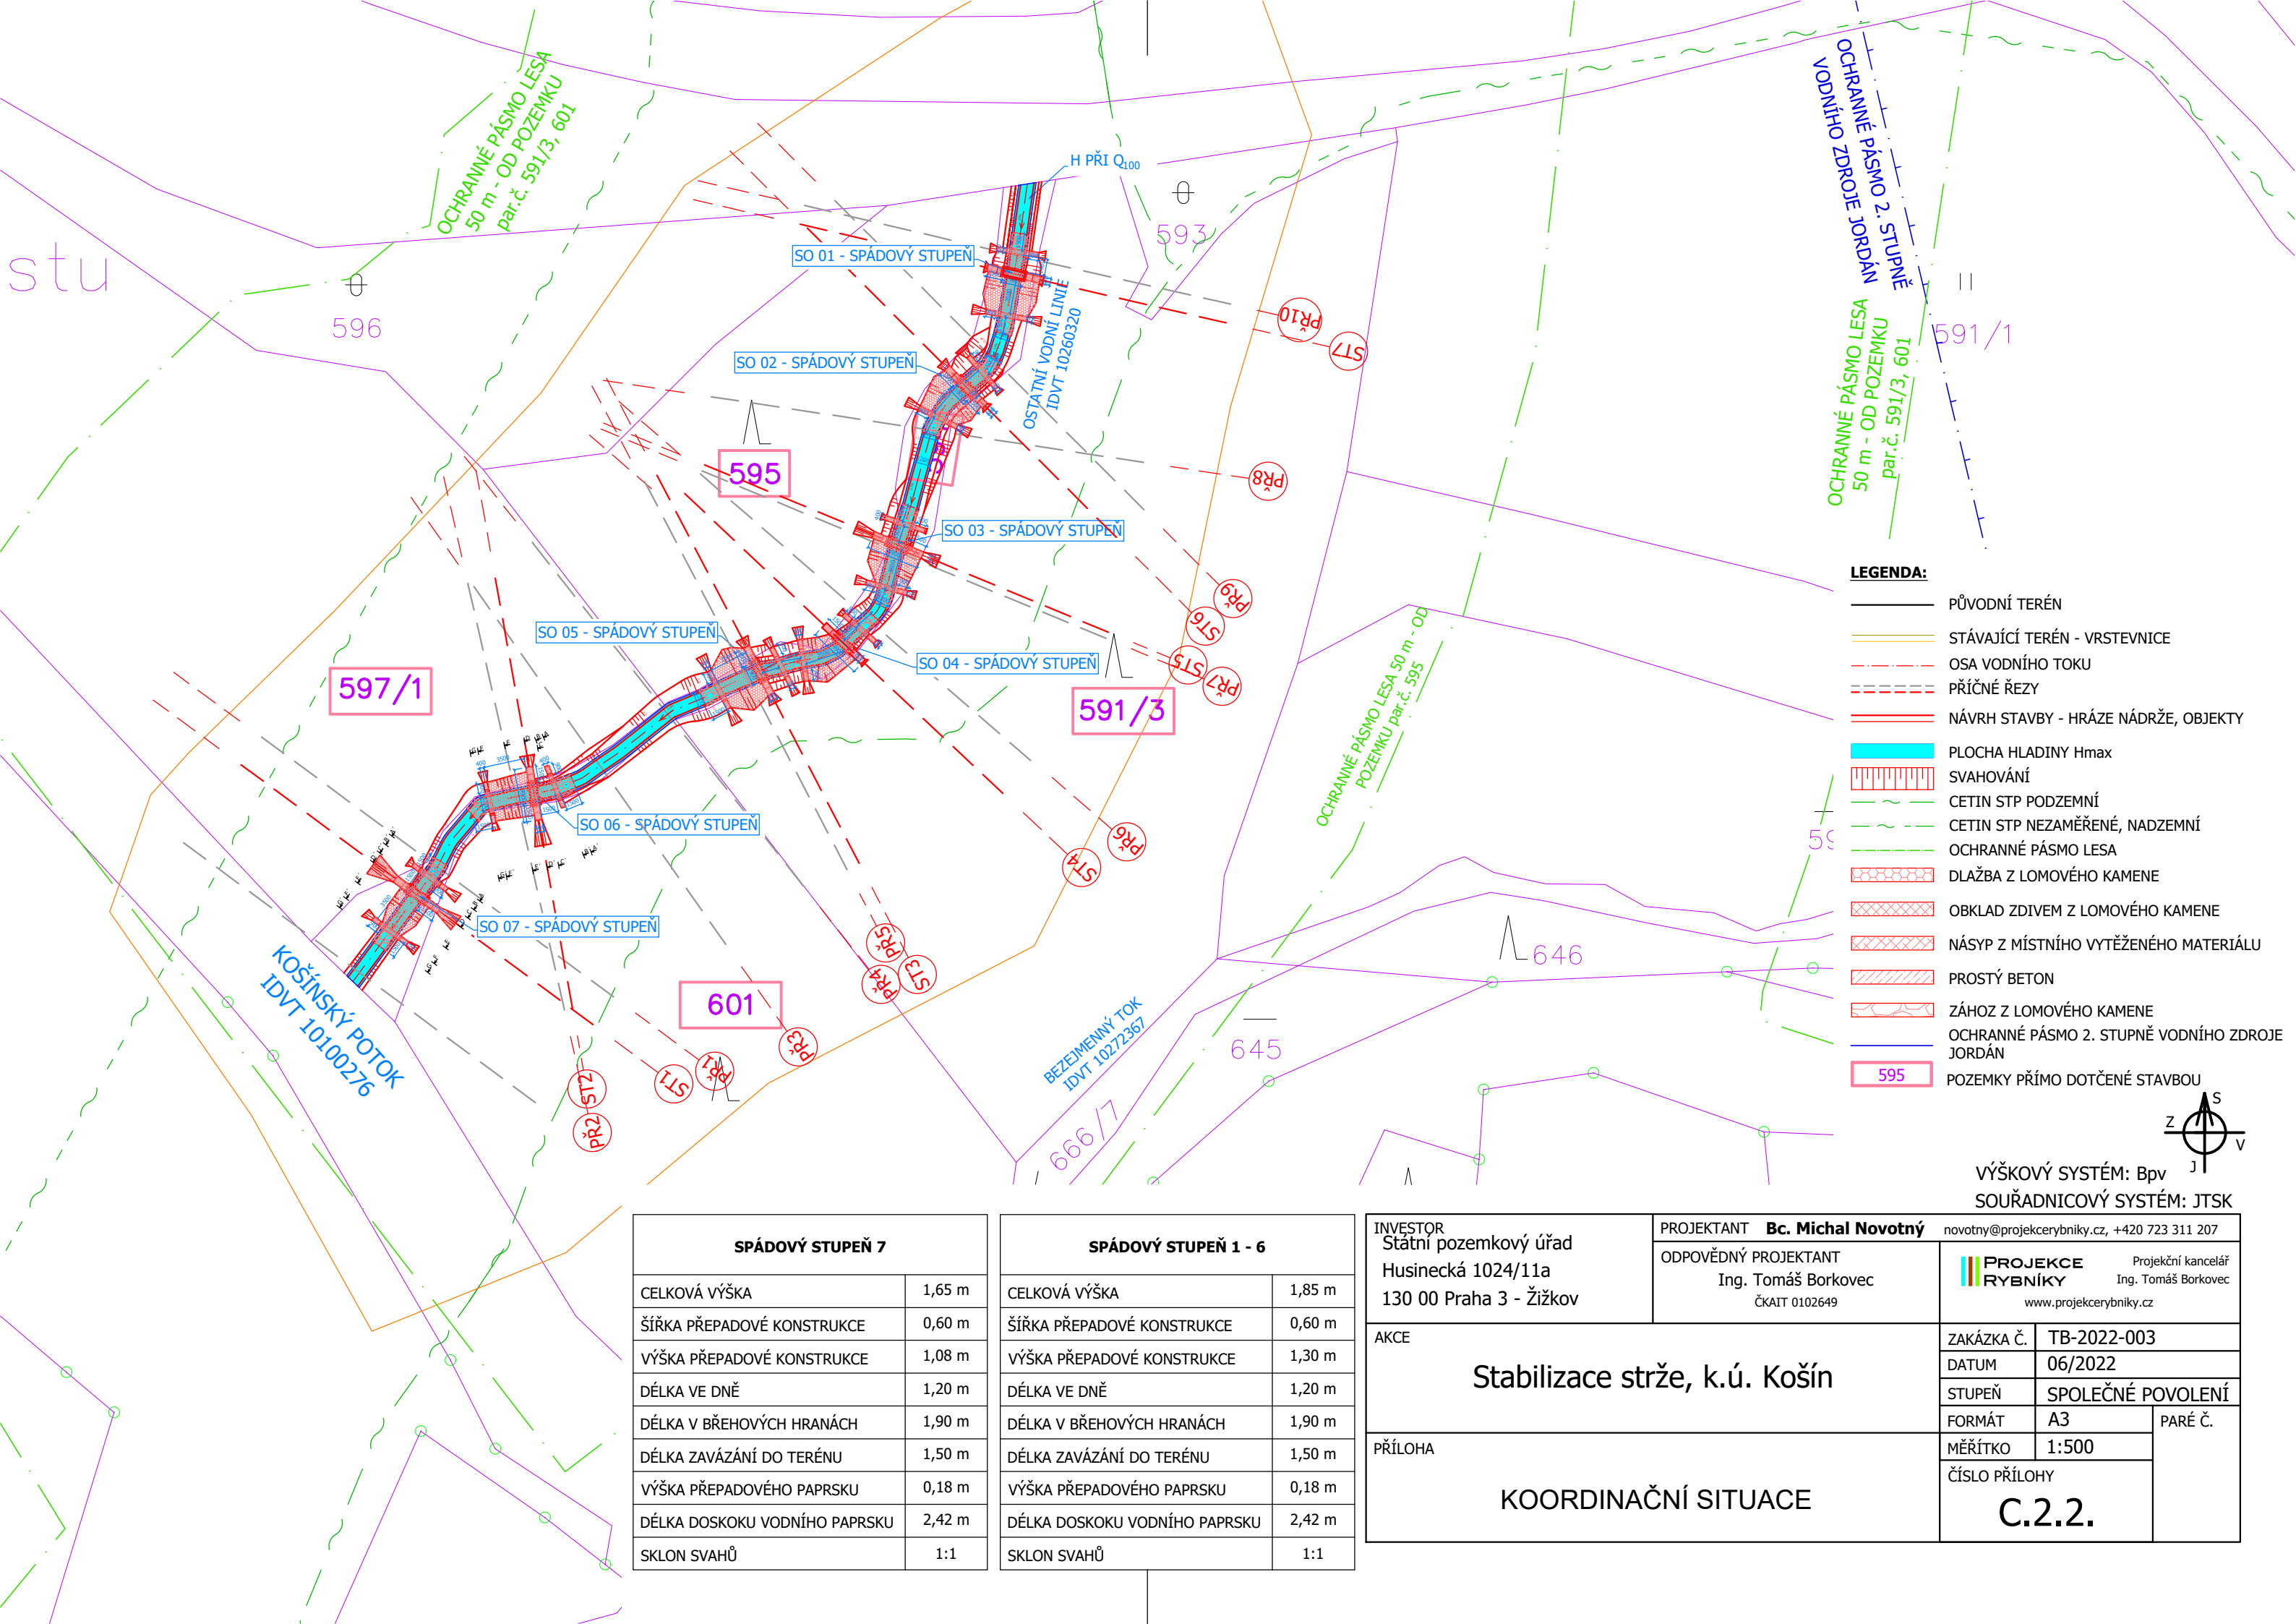 OCHRANNÉ PÁSMO LESA
50 m - OD POZEMKU
par.č. 591/3, 601
OCHRANNÉ PÁSMO 2. STUPNĚ
VODNÍHO ZDROJE JORDÁN
H PŘI Q100
593
stu
596
SO 01 - SPÁDOVÝ STUPEŇ
OSTATNÍ VODNÍ LINIE
IDVT 10260320
PŘ10
ST7
OCHRANNÉ PÁSMO LESA
50 m - OD POZEMKU
par.č. 591/3, 601
591/1
SO 02 - SPÁDOVÝ STUPEŇ
595
PŘ8
SO 03 - SPÁDOVÝ STUPEŇ
PŘ9
ST6
SO 05 - SPÁDOVÝ STUPEŇ
SO 04 - SPÁDOVÝ STUPEŇ
ST5
PŘ7
597/1
591/3
OCHRANNÉ PÁSMO LESA 50 m - OD
POZEMKU par.č. 595
400
3500
400
SO 06 - SPÁDOVÝ STUPEŇ
PŘ6
ST4
SO 07 - SPÁDOVÝ STUPEŇ
PŘ5
PŘ4
ST3
601
PŘ3
PŘ1
ST1
ST2
PŘ2
KOŠÍNSKÝ POTOK
IDVT 10100276
BEZEJMENNÝ TOK
IDVT 10272367
646
645
666/7
LEGENDA:
PŮVODNÍ TERÉN
STÁVAJÍCÍ TERÉN - VRSTEVNICE
OSA VODNÍHO TOKU
PŘÍČNÉ ŘEZY
NÁVRH STAVBY - HRÁZE NÁDRŽE, OBJEKTY
PLOCHA HLADINY Hmax
SVAHOVÁNÍ
CETIN STP PODZEMNÍ
CETIN STP NEZAMĚŘENÉ, NADZEMNÍ
OCHRANNÉ PÁSMO LESA
DLAŽBA Z LOMOVÉHO KAMENE
OBKLAD ZDIVEM Z LOMOVÉHO KAMENE
NÁSYP Z MÍSTNÍHO VYTĚŽENÉHO MATERIÁLU
PROSTÝ BETON
ZÁHOZ Z LOMOVÉHO KAMENE
OCHRANNÉ PÁSMO 2. STUPNĚ VODNÍHO ZDROJE
JORDÁN
595 POZEMKY PŘÍMO DOTČENÉ STAVBOU
S
Z
V
J
VÝŠKOVÝ SYSTÉM: Bpv
SOUŘADNICOVÝ SYSTÉM: JTSK
SPÁDOVÝ STUPEŇ 7
CELKOVÁ VÝŠKA 1,65 m
ŠÍŘKA PŘEPADOVÉ KONSTRUKCE 0,60 m
VÝŠKA PŘEPADOVÉ KONSTRUKCE 1,08 m
DÉLKA VE DNĚ 1,20 m
DÉLKA V BŘEHOVÝCH HRANÁCH 1,90 m
DÉLKA ZAVÁZÁNÍ DO TERÉNU 1,50 m
VÝŠKA PŘEPADOVÉHO PAPRSKU 0,18 m
DÉLKA DOSKOKU VODNÍHO PAPRSKU 2,42 m
SKLON SVAHŮ 1:1
SPÁDOVÝ STUPEŇ 1 - 6
CELKOVÁ VÝŠKA 1,85 m
ŠÍŘKA PŘEPADOVÉ KONSTRUKCE 0,60 m
VÝŠKA PŘEPADOVÉ KONSTRUKCE 1,30 m
DÉLKA VE DNĚ 1,20 m
DÉLKA V BŘEHOVÝCH HRANÁCH 1,90 m
DÉLKA ZAVÁZÁNÍ DO TERÉNU 1,50 m
VÝŠKA PŘEPADOVÉHO PAPRSKU 0,18 m
DÉLKA DOSKOKU VODNÍHO PAPRSKU 2,42 m
SKLON SVAHŮ 1:1
INVESTOR
Státní pozemkový úřad
Husinecká 1024/11a
130 00 Praha 3 - Žižkov
PROJEKTANT Bc. Michal Novotný novotny@projekcerybniky.cz, +420 723 311 207
ODPOVĚDNÝ PROJEKTANT
Ing. Tomáš Borkovec
ČKAIT 0102649
PROJEKCE
RYBNÍKY
Projekční kancelář
Ing. Tomáš Borkovec
www.projekcerybniky.cz
AKCE
Stabilizace strže, k.ú. Košín
ZAKÁZKA Č. TB-2022-003
DATUM 06/2022
STUPEŇ SPOLEČNÉ POVOLENÍ
FORMÁT A3
PARÉ Č.
MĚŘÍTKO 1:500
PŘÍLOHA
KOORDINAČNÍ SITUACE
ČÍSLO PŘÍLOHY
C.2.2.